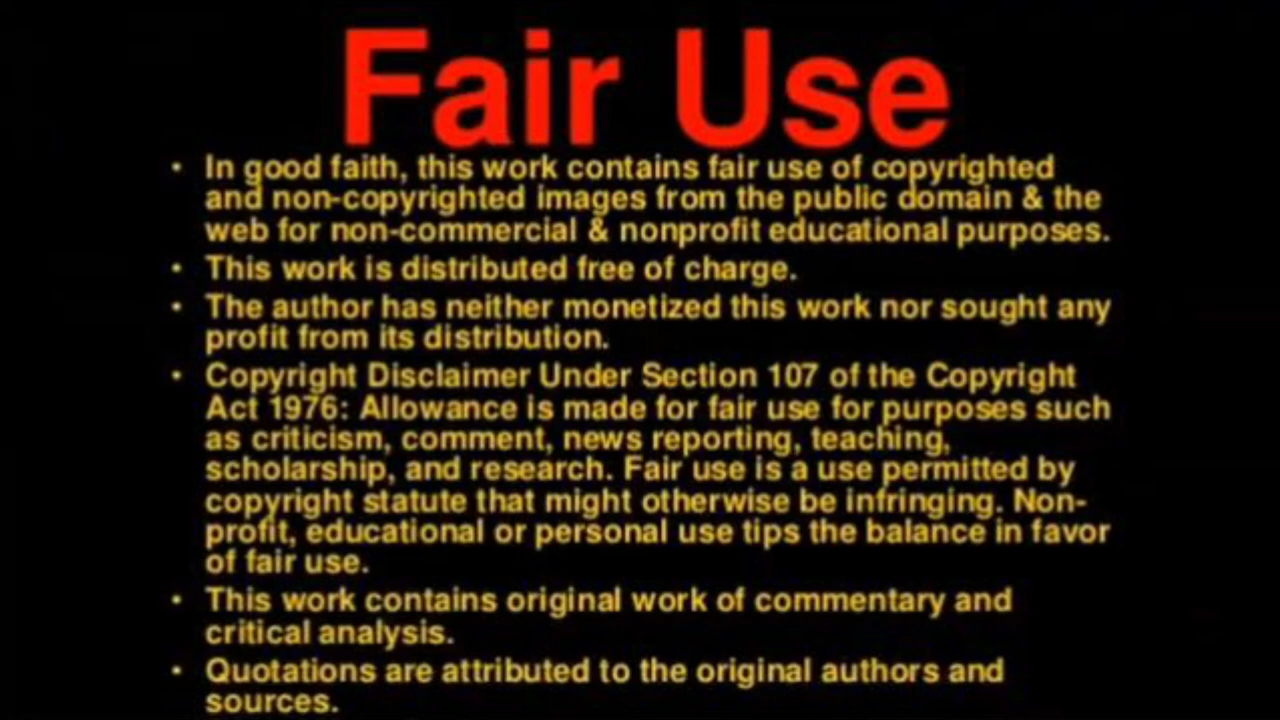 Fair Use
• In good faith, this work contains fair use of copyrighted
and non-copyrighted images from the public domain & the
web for non-commercial & nonprofit educational purposes.
• This work is distributed free of charge.
• The author has neither monetized this work nor sought any
profit from its distribution.
• Copyright Disclaimer Under Section 107 of the Copyright
Act 1976: Allowance is made for fair use for purposes such
as criticism, comment, news reporting, teaching,
scholarship, and research. Fair use is a use permitted by
copyright statute that might otherwise be infringing. Non-
profit, educational or personal use tips the balance in favor
of fair use.
• This work contains original work of commentary and
critical analysis.
• Quotations are attributed to the original authors and
sources.